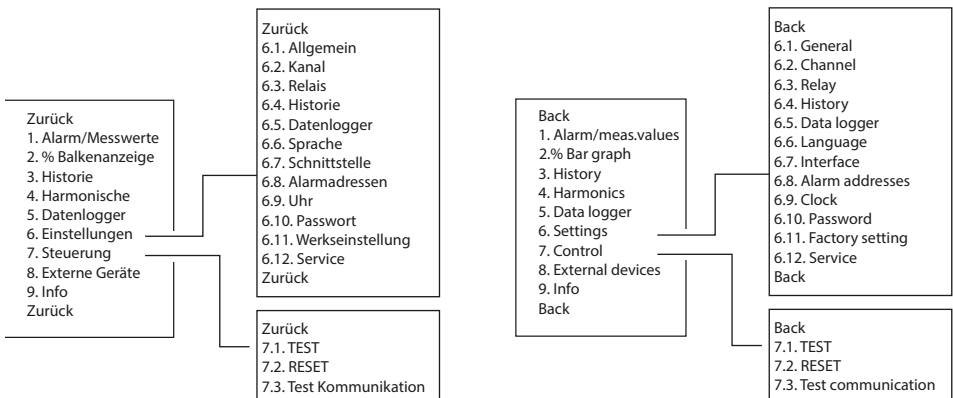 Zurück
1. Alarm/Messwerte
2. % Balkenanzeige
3. Historie
4. Harmonische
5. Datenlogger
6. Einstellungen
7. Steuerung
8. Externe Geräte
9. Info
Zurück
Zurück
6.1. Allgemein
6.2. Kanal
6.3. Relais
6.4. Historie
6.5. Datenlogger
6.6. Sprache
6.7. Schnittstelle
6.8. Alarmadressen
6.9. Uhr
6.10. Passwort
6.11. Werkseinstellung
6.12. Service
Zurück
Zurück
7.1. TEST
7.2. RESET
7.3. Test Kommunikation
Back
1. Alarm/meas.values
2.% Bar graph
3. History
4. Harmonics
5. Data logger
6. Settings
7. Control
8. External devices
9. Info
Back
Back
6.1. General
6.2. Channel
6.3. Relay
6.4. History
6.5. Data logger
6.6. Language
6.7. Interface
6.8. Alarm addresses
6.9. Clock
6.10. Password
6.11. Factory setting
6.12. Service
Back
Back
7.1. TEST
7.2. RESET
7.3. Test communication